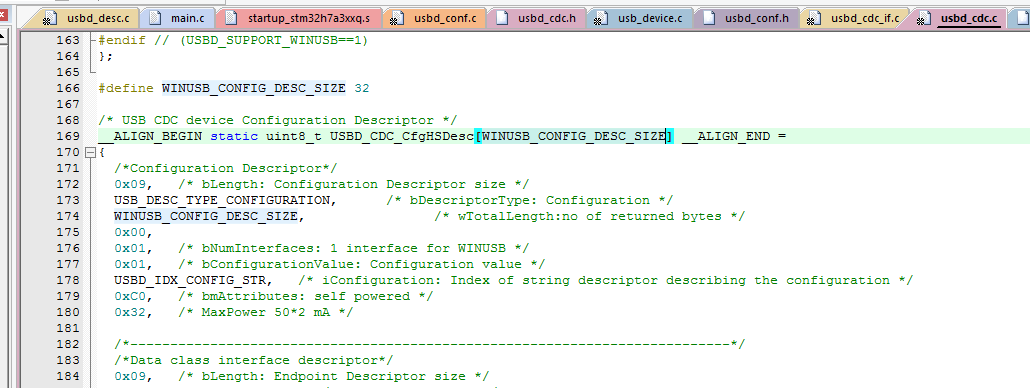 usbd_desc.c main.c startup_stm32h7a3xxq.s usbd_conf.c usbd_cdc.h usb_device.c usbd_conf.h usbd_cdc_if.c usbd_cdc.c
163 #endif // (USBD_SUPPORT_WINUSB==1)
164 };
165
166 #define WINUSB_CONFIG_DESC_SIZE 32
167
168 /* USB CDC device Configuration Descriptor */
169 __ALIGN_BEGIN static uint8_t USBD_CDC_CfgHSDesc[WINUSB_CONFIG_DESC_SIZE] __ALIGN_END =
170 {
171 /*Configuration Descriptor*/
172 0x09, /* bLength: Configuration Descriptor size */
173 USB_DESC_TYPE_CONFIGURATION, /* bDescriptorType: Configuration */
174 WINUSB_CONFIG_DESC_SIZE, /* wTotalLength:no of returned bytes */
175 0x00,
176 0x01, /* bNumInterfaces: 1 interface for WINUSB */
177 0x01, /* bConfigurationValue: Configuration value */
178 USBD_IDX_CONFIG_STR, /* iConfiguration: Index of string descriptor describing the configuration */
179 0xC0, /* bmAttributes: self powered */
180 0x32, /* MaxPower 50*2 mA */
181
182 /*---------------------------------------------------------------------------*/
183 /*Data class interface descriptor*/
184 0x09, /* bLength: Endpoint Descriptor size */